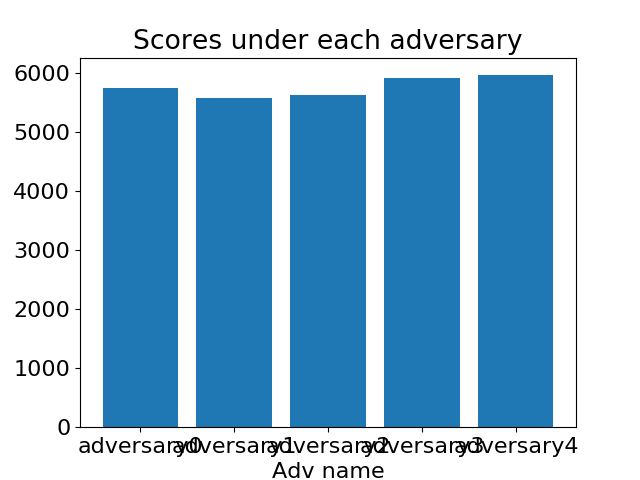 Scores under each adversary
6000
5000
4000
3000
2000
1000
0
adversary0 adversary1 adversary2 adversary3 adversary4
Adv name